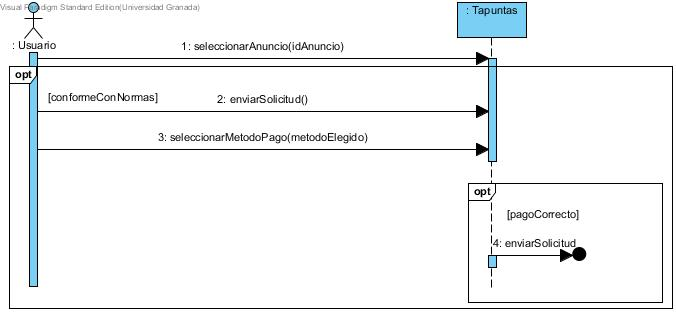 Visual Paradigm Standard Edition(Universidad Granada)
: Tapuntas
: Usuario
1: seleccionarAnuncio(idAnuncio)
opt
[conformeConNormas]
2: enviarSolicitud()
3: seleccionarMetodoPago(metodoElegido)
opt
[pagoCorrecto]
4: enviarSolicitud